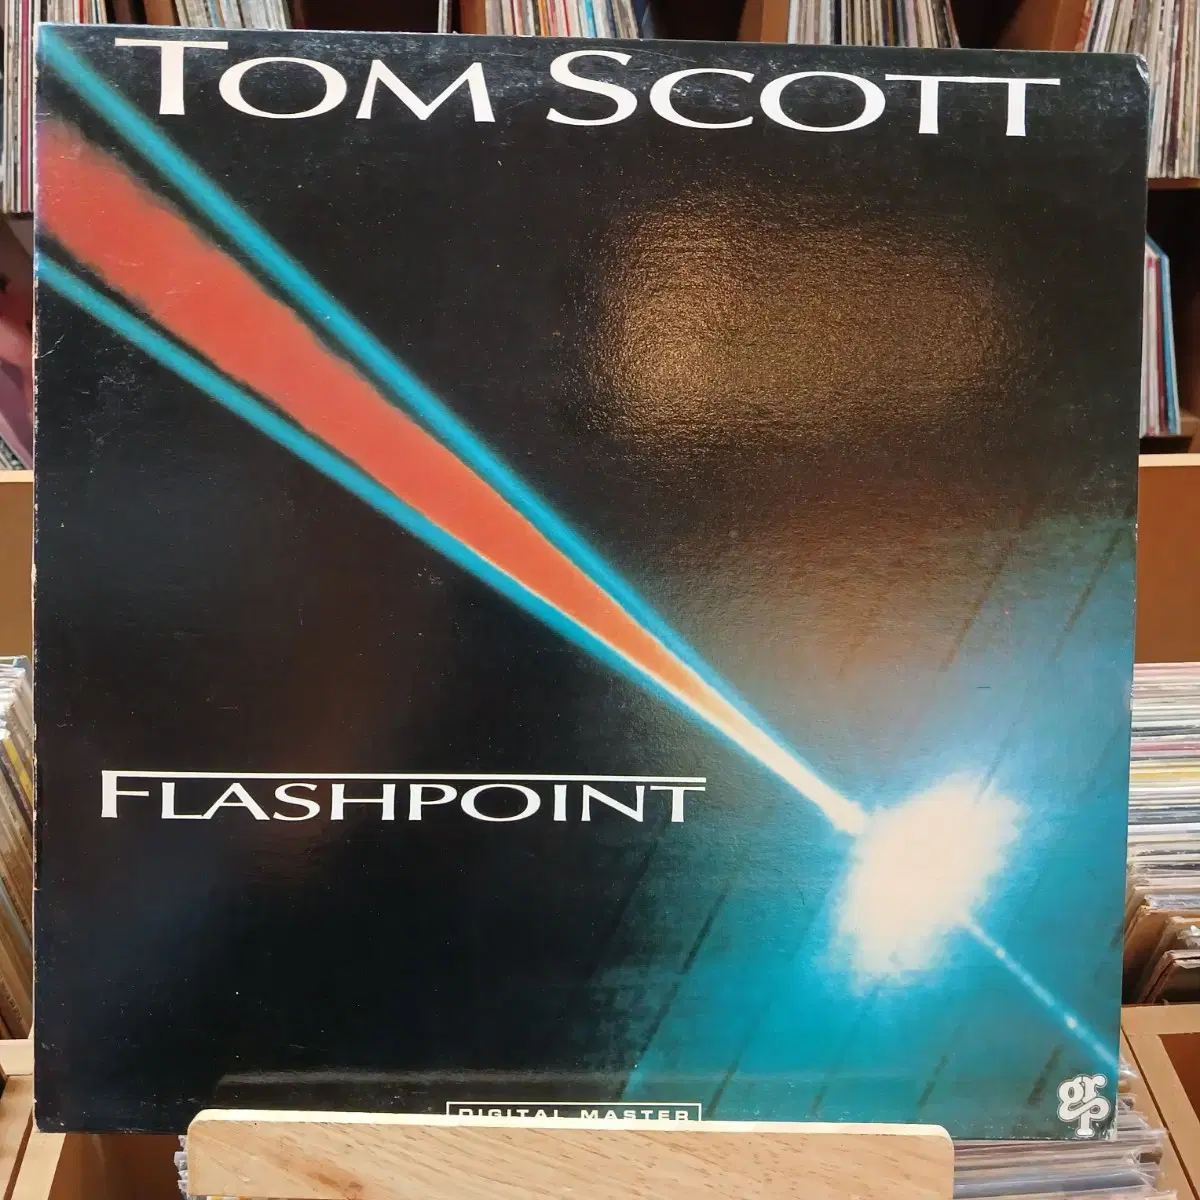 TOM SCOTT
FLASHPOINT
DIGITAL MASTER
grp